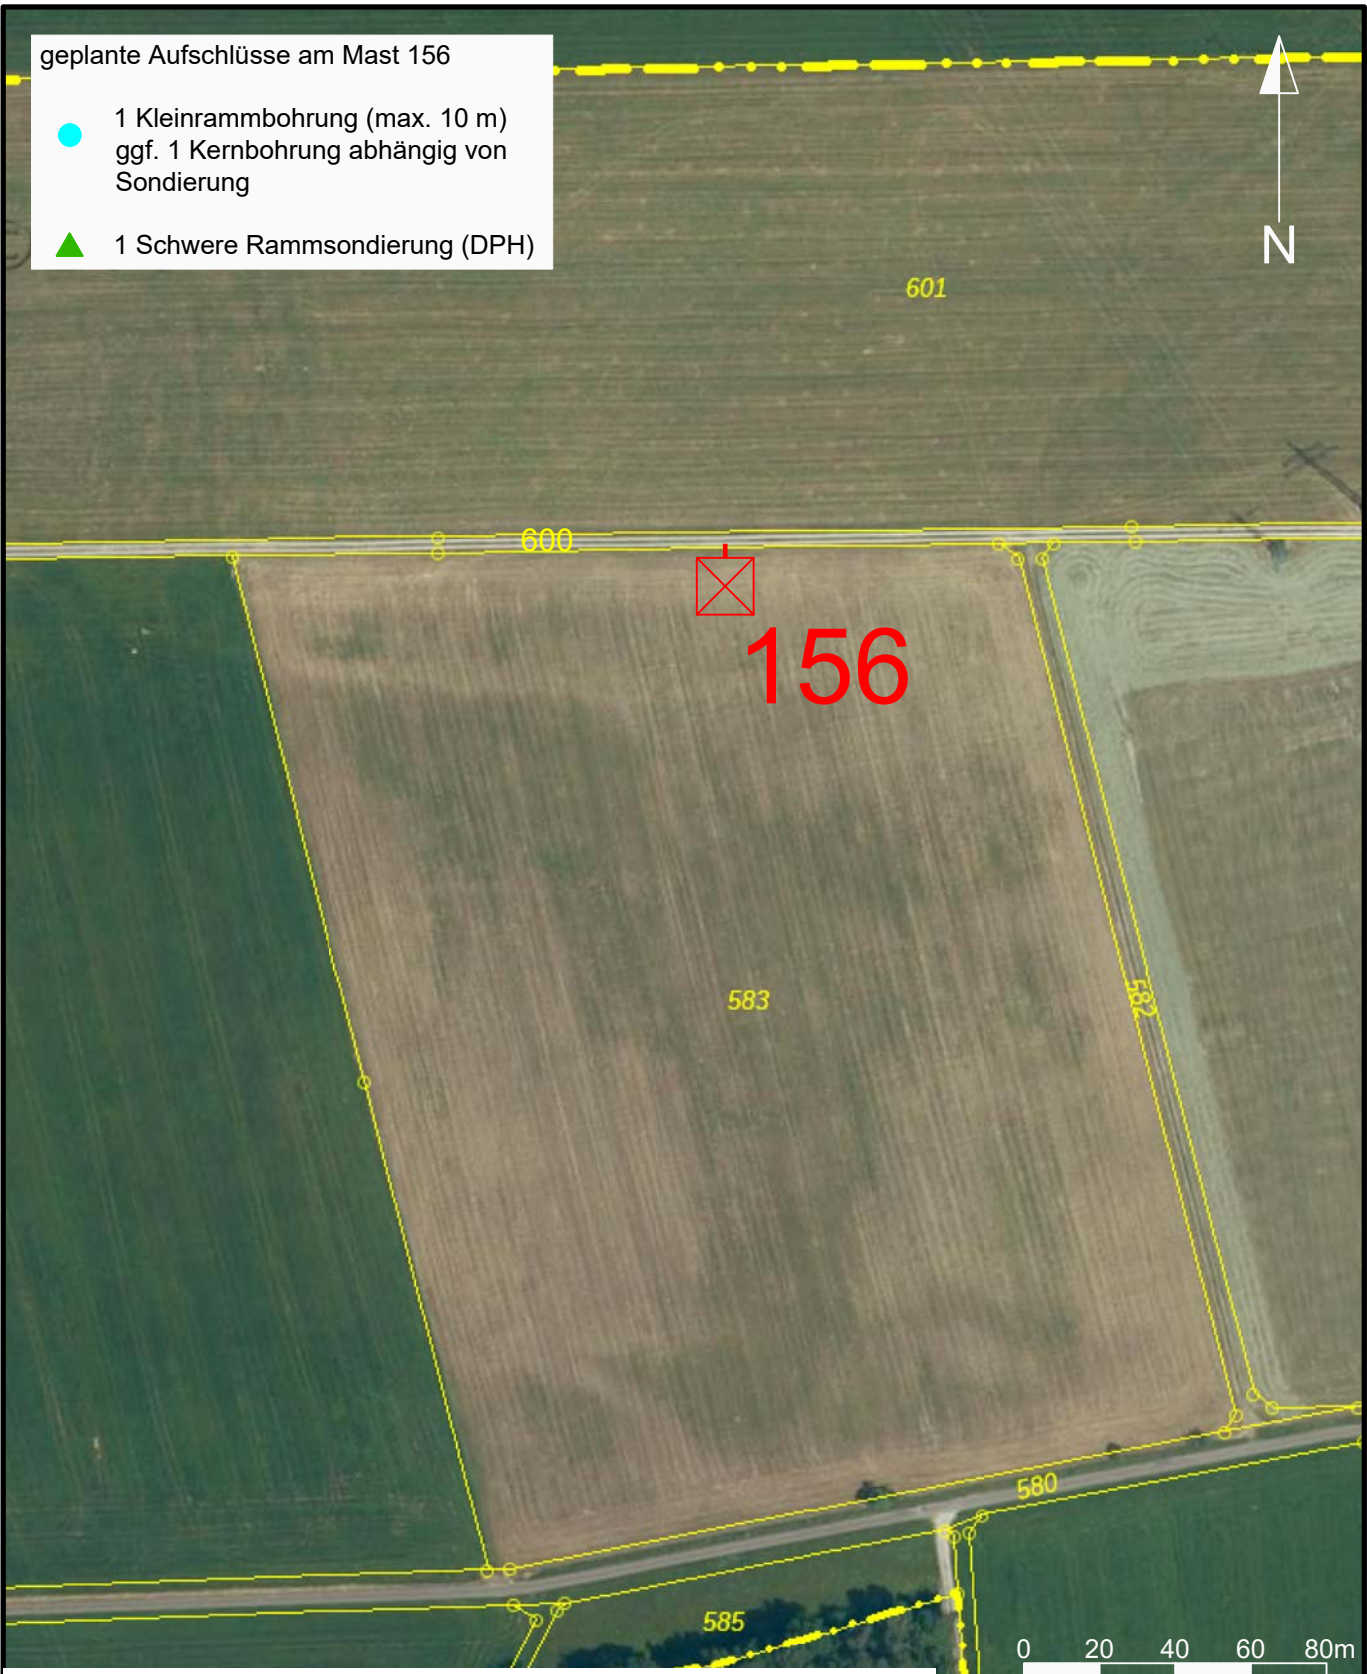 geplante Aufschlüsse am Mast 156
1 Kleinrammbohrung (max. 10 m)
ggf. 1 Kernbohrung abhängig von
Sondierung
1 Schwere Rammsondierung (DPH)
N
601
600
156
583
582
580
585
0 20 40 60 80m